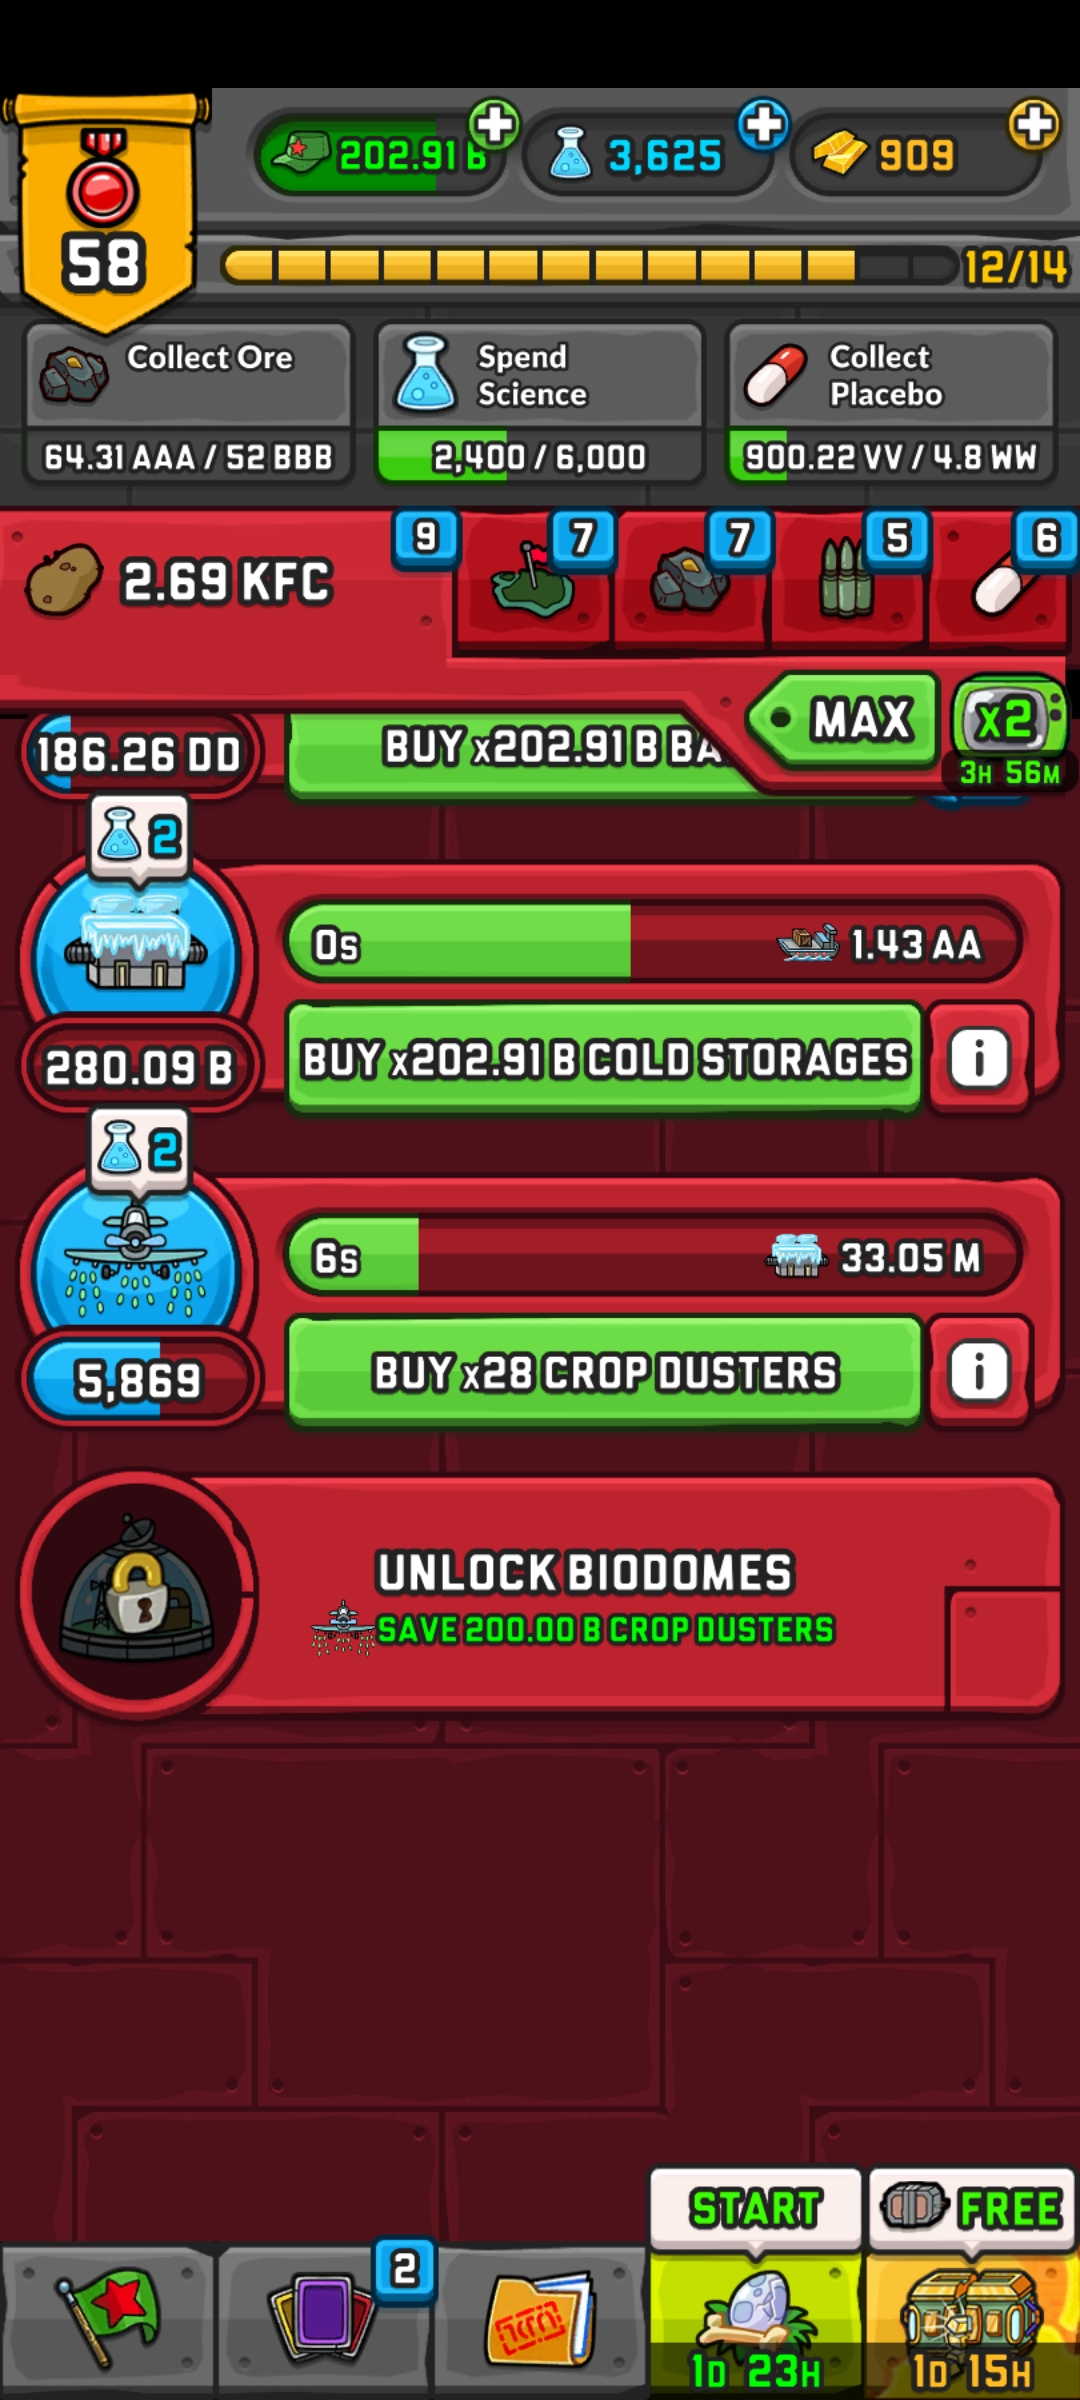 58
202.91 B
3,625
909
12/14
Collect Ore
64.31 AAA / 52 BBB
Spend
Science
2,400 / 6,000
Collect
Placebo
900.22 VV / 4.8 WW
2.69 KFC
9
7
7
5
6
MAX
x2
3H 56M
186.26 DD
BUY x202.91 B BA
2
0s
1.43 AA
280.09 B
BUY x202.91 B COLD STORAGES
i
2
6s
33.05 M
5,869
BUY x28 CROP DUSTERS
i
UNLOCK BIODOMES
SAVE 200.00 B CROP DUSTERS
START
FREE
2
1D 23H
1D 15H